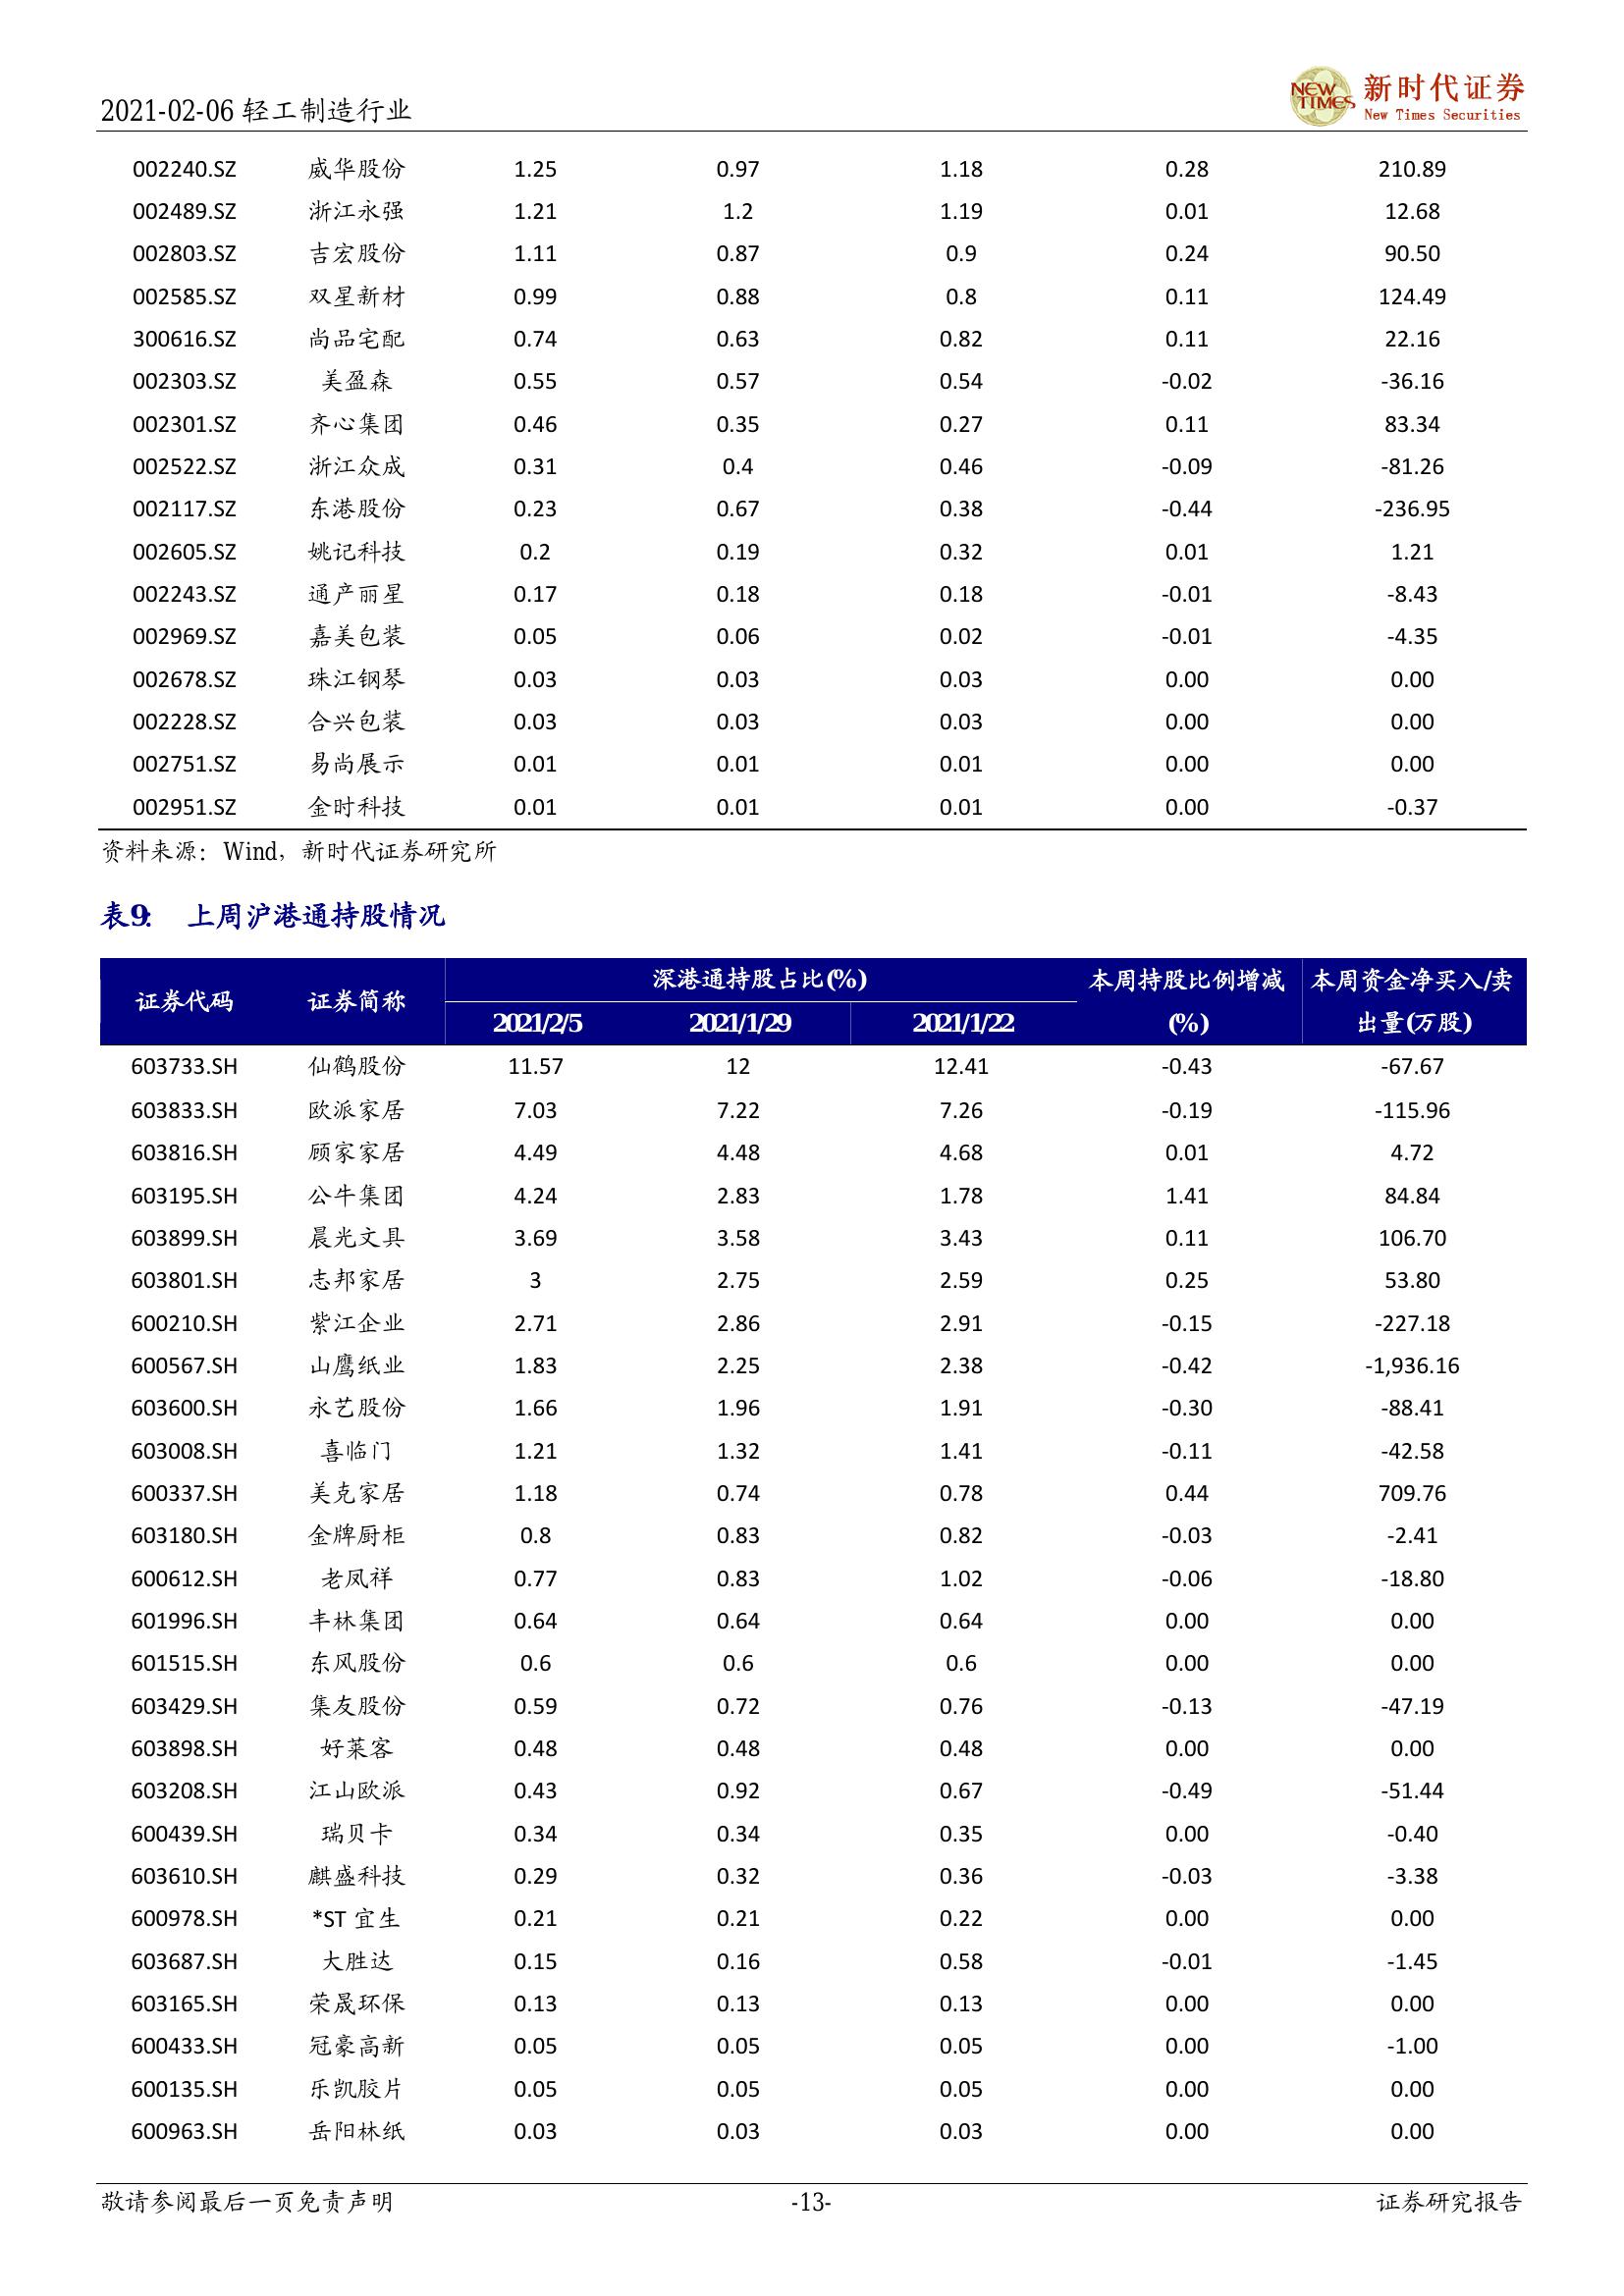 2021-02-06 轻工制造行业
NEW TIMES 新时代证券
New Times Securities
002240.SZ 威华股份 1.25 0.97 1.18 0.28 210.89
002489.SZ 浙江永强 1.21 1.2 1.19 0.01 12.68
002803.SZ 吉宏股份 1.11 0.87 0.9 0.24 90.50
002585.SZ 双星新材 0.99 0.88 0.8 0.11 124.49
300616.SZ 尚品宅配 0.74 0.63 0.82 0.11 22.16
002303.SZ 美盈森 0.55 0.57 0.54 -0.02 -36.16
002301.SZ 齐心集团 0.46 0.35 0.27 0.11 83.34
002522.SZ 浙江众成 0.31 0.4 0.46 -0.09 -81.26
002117.SZ 东港股份 0.23 0.67 0.38 -0.44 -236.95
002605.SZ 姚记科技 0.2 0.19 0.32 0.01 1.21
002243.SZ 通产丽星 0.17 0.18 0.18 -0.01 -8.43
002969.SZ 嘉美包装 0.05 0.06 0.02 -0.01 -4.35
002678.SZ 珠江钢琴 0.03 0.03 0.03 0.00 0.00
002228.SZ 合兴包装 0.03 0.03 0.03 0.00 0.00
002751.SZ 易尚展示 0.01 0.01 0.01 0.00 0.00
002951.SZ 金时科技 0.01 0.01 0.01 0.00 -0.37
资料来源：Wind，新时代证券研究所
表9： 上周沪港通持股情况
证券代码 证券简称 深港通持股占比(%) 本周持股比例增减 本周资金净买入/卖
2021/2/5 2021/1/29 2021/1/22 (%) 出量(万股)
603733.SH 仙鹤股份 11.57 12 12.41 -0.43 -67.67
603833.SH 欧派家居 7.03 7.22 7.26 -0.19 -115.96
603816.SH 顾家家居 4.49 4.48 4.68 0.01 4.72
603195.SH 公牛集团 4.24 2.83 1.78 1.41 84.84
603899.SH 晨光文具 3.69 3.58 3.43 0.11 106.70
603801.SH 志邦家居 3 2.75 2.59 0.25 53.80
600210.SH 紫江企业 2.71 2.86 2.91 -0.15 -227.18
600567.SH 山鹰纸业 1.83 2.25 2.38 -0.42 -1,936.16
603600.SH 永艺股份 1.66 1.96 1.91 -0.30 -88.41
603008.SH 喜临门 1.21 1.32 1.41 -0.11 -42.58
600337.SH 美克家居 1.18 0.74 0.78 0.44 709.76
603180.SH 金牌厨柜 0.8 0.83 0.82 -0.03 -2.41
600612.SH 老凤祥 0.77 0.83 1.02 -0.06 -18.80
601996.SH 丰林集团 0.64 0.64 0.64 0.00 0.00
601515.SH 东风股份 0.6 0.6 0.6 0.00 0.00
603429.SH 集友股份 0.59 0.72 0.76 -0.13 -47.19
603898.SH 好莱客 0.48 0.48 0.48 0.00 0.00
603208.SH 江山欧派 0.43 0.92 0.67 -0.49 -51.44
600439.SH 瑞贝卡 0.34 0.34 0.35 0.00 -0.40
603610.SH 麒盛科技 0.29 0.32 0.36 -0.03 -3.38
600978.SH *ST宜生 0.21 0.21 0.22 0.00 0.00
603687.SH 大胜达 0.15 0.16 0.58 -0.01 -1.45
603165.SH 荣晟环保 0.13 0.13 0.13 0.00 0.00
600433.SH 冠豪高新 0.05 0.05 0.05 0.00 -1.00
600135.SH 乐凯胶片 0.05 0.05 0.05 0.00 0.00
600963.SH 岳阳林纸 0.03 0.03 0.03 0.00 0.00
敬请参阅最后一页免责声明 -13- 证券研究报告